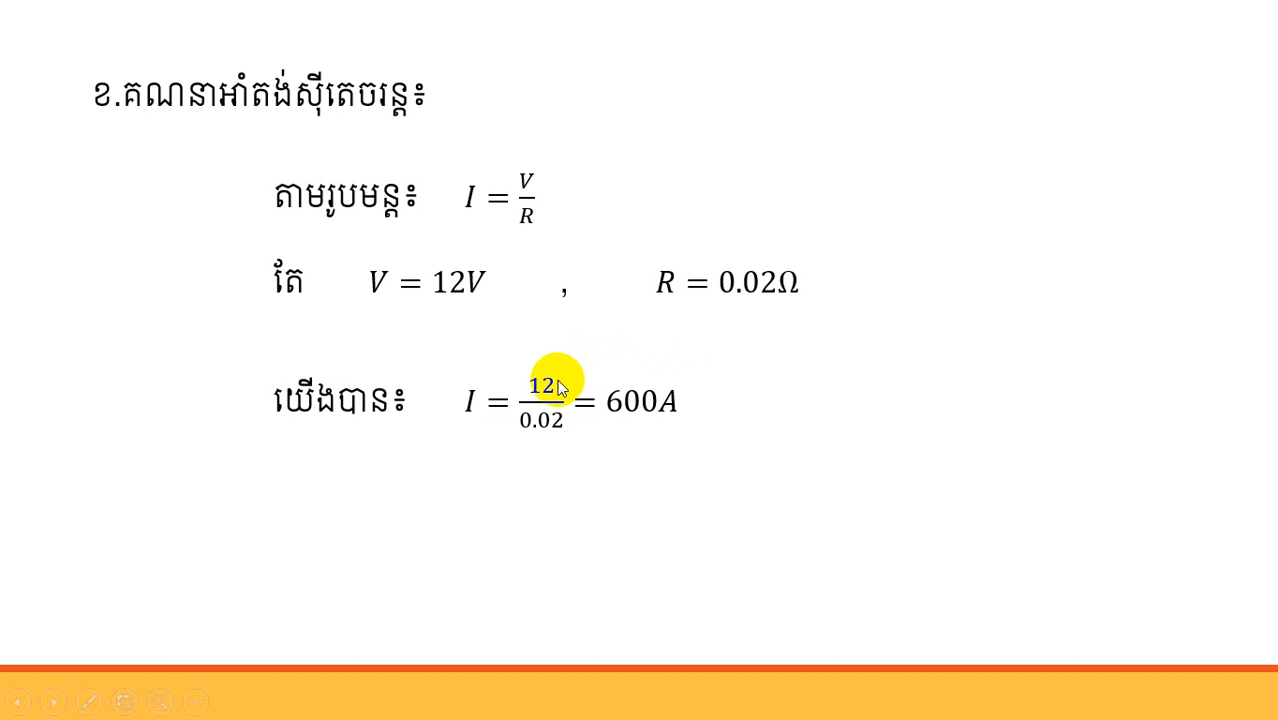 ខ.គណនាអាំតង់ស៊ីតេចរន្ត៖
តាមរូបមន្ត៖ I = V/R
តែ V = 12V , R = 0.02Ω
យើងបាន៖ I = 12/0.02 = 600A